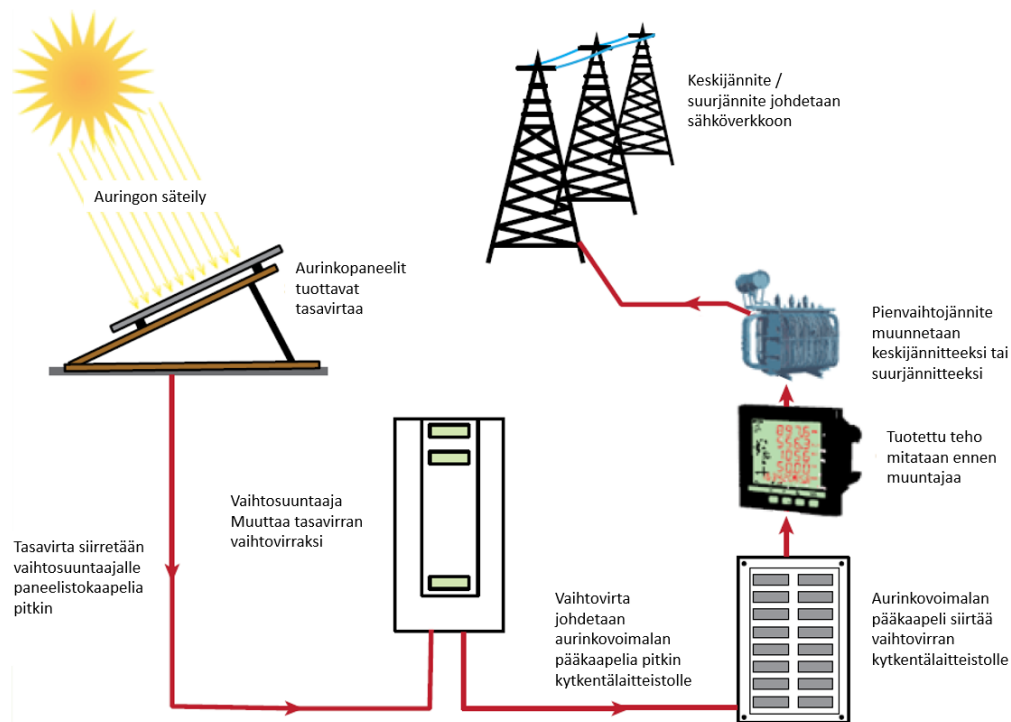 Auringon säteily
Aurinkopaneelit
tuottavat
tasavirtaa
Tasavirta siirretään
vaihtosuuntaajalle
paneelistokaapelia
pitkin
Vaihtosuuntaaja
Muuttaa tasavirran
vaihtovirraksi
Vaihtovirta
johdetaan
aurinkovoimalan
pääkaapelia pitkin
kytkentälaitteistolle
Aurinkovoimalan
pääkaapeli siirtää
vaihtovirran
kytkentälaitteistolle
Tuotettu teho
mitataan ennen
muuntajaa
Pienvaihtojännite
muunnetaan
keskijännitteeksi tai
suurjännitteeksi
Keskijännite /
suurjännite johdetaan
sähköverkkoon